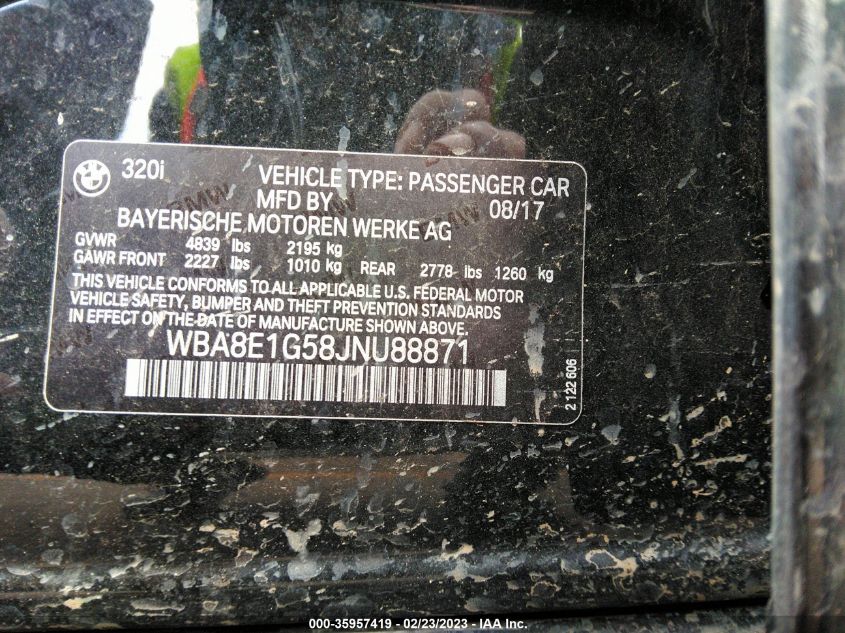 BMW 320i VEHICLE TYPE: PASSENGER CAR
MFD BY 08/17
BAYERISCHE MOTOREN WERKE AG
GVWR 4839 lbs 2195 kg
GAWR FRONT 2227 lbs 1010 kg REAR 2778 lbs 1260 kg
THIS VEHICLE CONFORMS TO ALL APPLICABLE U.S. FEDERAL MOTOR
VEHICLE SAFETY, BUMPER AND THEFT PREVENTION STANDARDS
IN EFFECT ON THE DATE OF MANUFACTURE SHOWN ABOVE.
WBA8E1G58JNU88871
2 122 606
000-35957419 - 02/23/2023 - © IAA Inc.